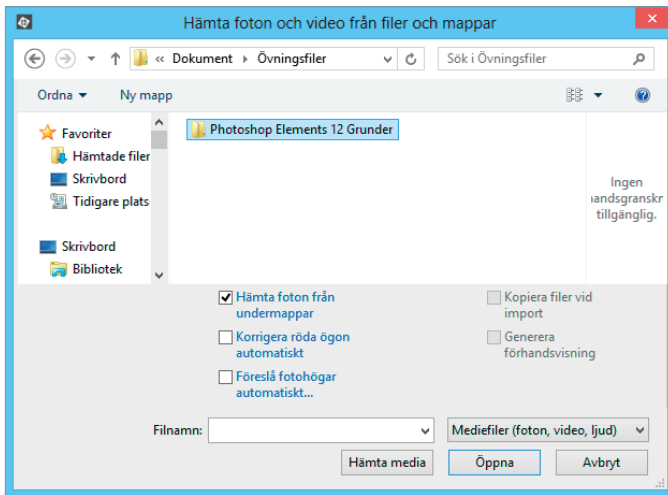 Hämta foton och video från filer och mappar
« Dokument Övningsfiler
Sök i Övningsfiler
Ordna
Ny mapp
Favoriter
Hämtade filer
Skrivbord
Tidigare plats
Skrivbord
Bibliotek
Photoshop Elements 12 Grunder
Ingen
andsgranskr
tillgänglig.
Hämta foton från
undermappar
Korrigera röda ögon
automatiskt
Föreslå fotohögar
automatiskt...
Kopiera filer vid
import
Generera
förhandsvisning
Filnamn:
Mediefiler (foton, video, ljud)
Hämta media
Öppna
Avbryt